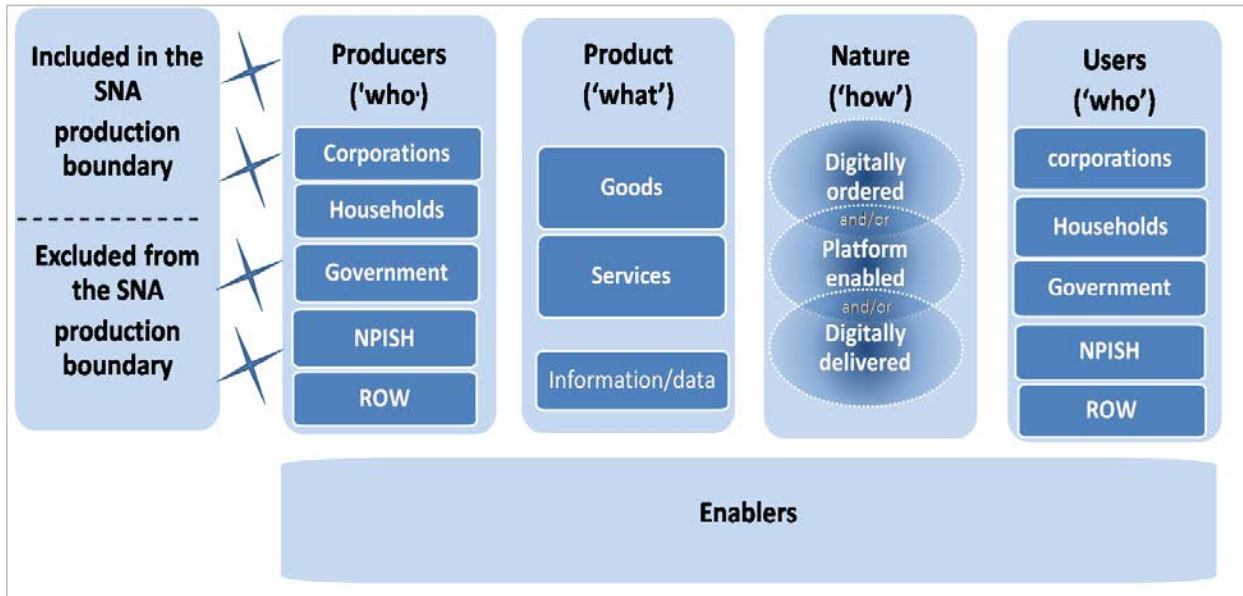 Included in the
SNA
production
boundary
Excluded from
the SNA
production
boundary
Producers
('who')
Corporations
Households
Government
NPISH
ROW
Product
(‘what’)
Goods
Services
Information/data
Nature
(‘how’)
Digitally
ordered
and/or
Platform
enabled
and/or
Digitally
delivered
Users
(‘who’)
corporations
Households
Government
NPISH
ROW
Enablers